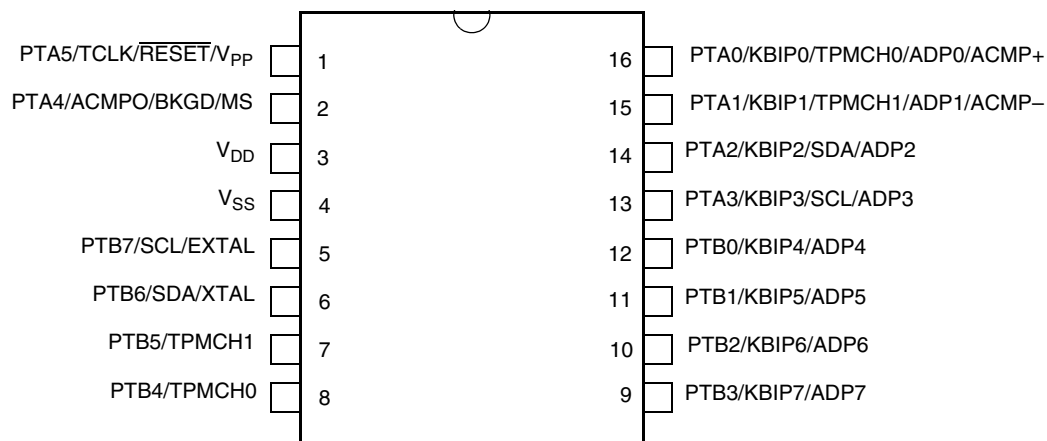 PTA5/TCLK/RESET/VPP 1 16 PTA0/KBIP0/TPMCH0/ADP0/ACMP+
PTA4/ACMPO/BKGD/MS 2 15 PTA1/KBIP1/TPMCH1/ADP1/ACMP–
VDD 3 14 PTA2/KBIP2/SDA/ADP2
VSS 4 13 PTA3/KBIP3/SCL/ADP3
PTB7/SCL/EXTAL 5 12 PTB0/KBIP4/ADP4
PTB6/SDA/XTAL 6 11 PTB1/KBIP5/ADP5
PTB5/TPMCH1 7 10 PTB2/KBIP6/ADP6
PTB4/TPMCH0 8 9 PTB3/KBIP7/ADP7